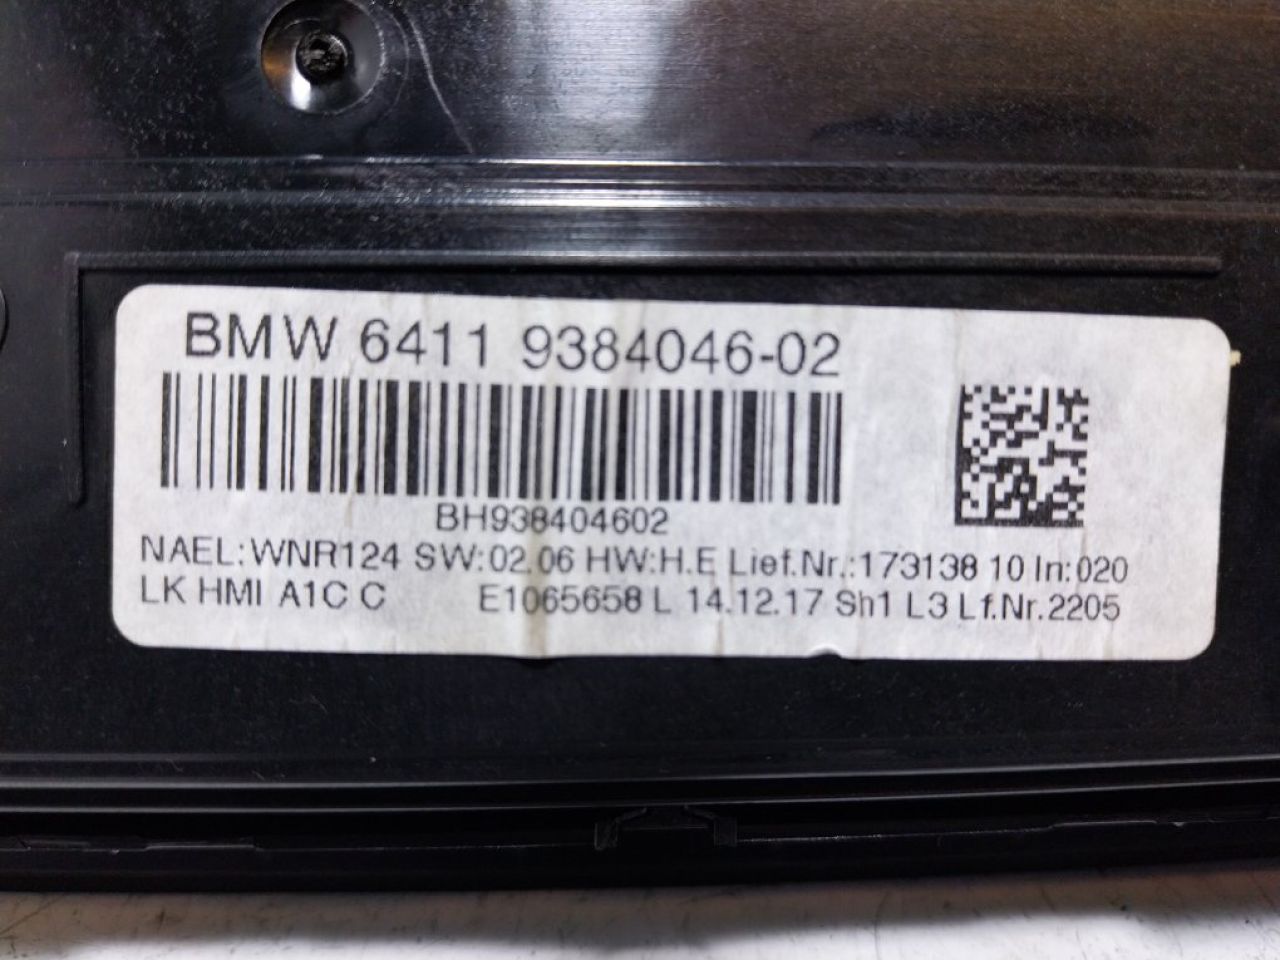 BMW 6411 9384046-02
BH938404602
NAEL:WNR124 SW:02.06 HW:H.E Lief.Nr.:173138 10 In:020
LK HMI A1C C E1065658 L 14.12.17 Sh1 L3 Lf.Nr.2205